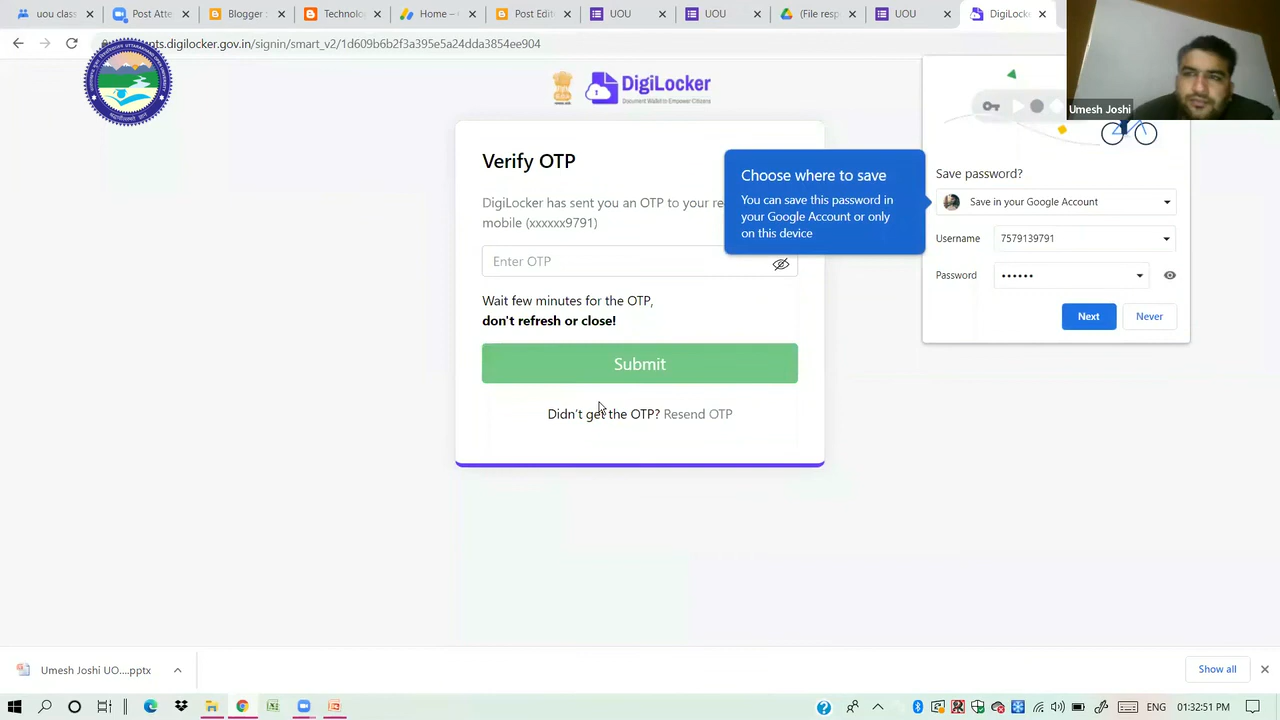 uou class
Post Atte
Blogger
Technolo
Home –
Post Edit
UOU
UOU
(File resp
UOU
DigiLock
nts.digilocker.gov.in/signin/smart_v2/1d609b6b2f3a395e5a24dda3854ee904
DigiLocker
Document Wallet to Empower Citizens
Umesh Joshi
Verify OTP
DigiLocker has sent you an OTP to your re
mobile (xxxxxx9791)
Enter OTP
Wait few minutes for the OTP,
don't refresh or close!
Submit
Didn't get the OTP? Resend OTP
Choose where to save
You can save this password in
your Google Account or only
on this device
Save password?
Save in your Google Account
Username 7579139791
Password ••••••
Next Never
Umesh Joshi UO....pptx
Show all
ENG 01:32:51 PM